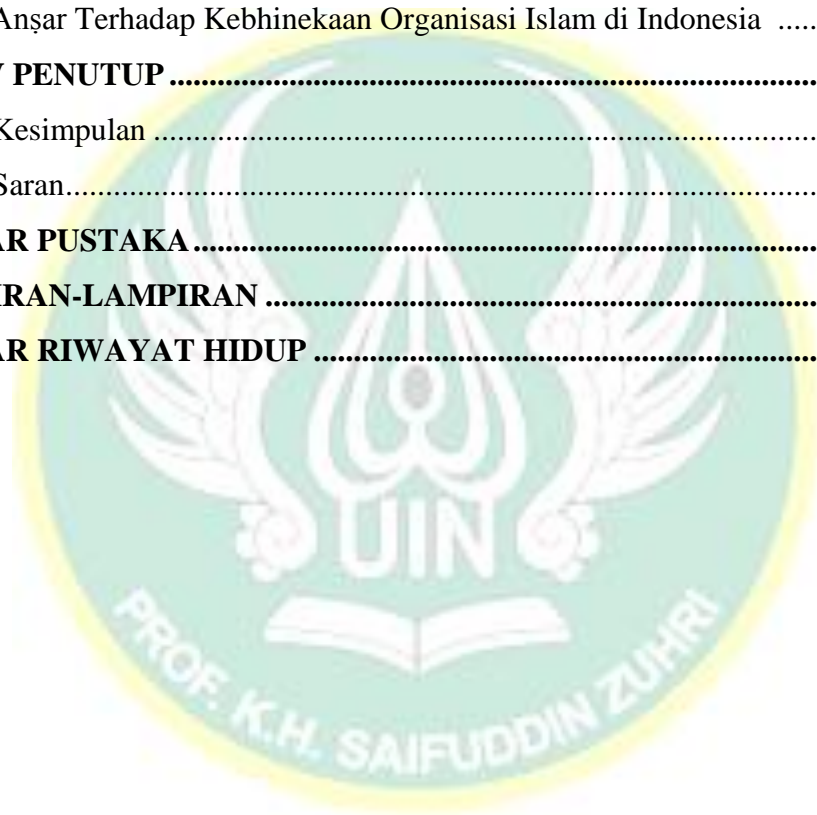 Anṣar Terhadap Kebhinekaan Organisasi Islam di Indonesia .....
PENUTUP ........................................................................................
Kesimpulan ........................................................................................
Saran........................................................................................
AR PUSTAKA........................................................................................
IRAN-LAMPIRAN ........................................................................................
AR RIWAYAT HIDUP ........................................................................................
UIN
PROF. K.H. SAIFUDDIN ZUHRI